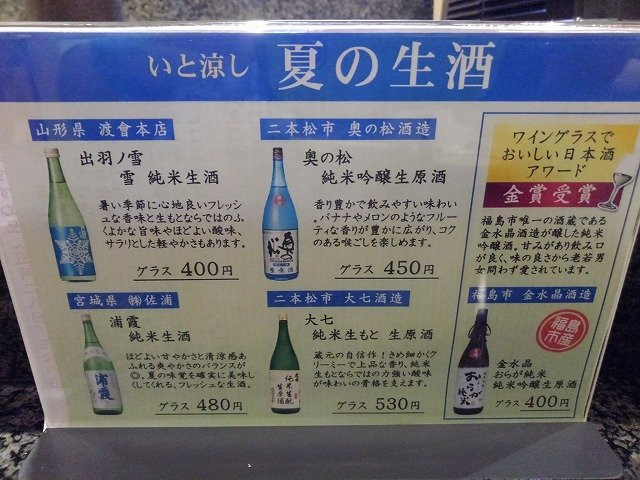 いと涼し 夏の生酒
山形県 渡會本店
出羽ノ雪
雪 純米生酒
暑い季節に心地良いフレッシ
ュな香味と生もとならではのふ
くよかな旨味やほどよい酸味、
サラリとした軽やかさもあります。
グラス 400円
二本松市 奥の松酒造
奥の松
純米吟醸生原酒
香り豊かで飲みやすい味わい。
バナナやメロンのようなフルー
ティな香りが豊かに広がり、コク
のある喉ごしを楽しめます。
グラス 450円
宮城県 ㈱佐浦
浦霞
純米生酒
ほどよい甘やかさと清涼感あ
ふれる爽やかさのバランスが
◎。夏の味覚を確実に美味し
くしてくれる、フレッシュな生酒。
グラス 480円
二本松市 大七酒造
大七
純米生もと 生原酒
蔵元の自信作!きめ細かくク
リーミーで上品な香り、純米
生もとならではの力強い酸味
が味わいの骨格を支えます。
グラス 530円
ワイングラスで
おいしい日本酒
アワード
金賞受賞
福島市唯一の酒蔵である
金水晶酒造が醸した純米
吟醸酒。甘みがあり飲み口
が良く、味の良さから老若男
女問わず愛されています。
福島市 金水晶酒造
福島
市産
金水晶
おらが純米
純米吟醸生原酒
グラス 400円
奥の松
浦霞
純米生酛
生原酒